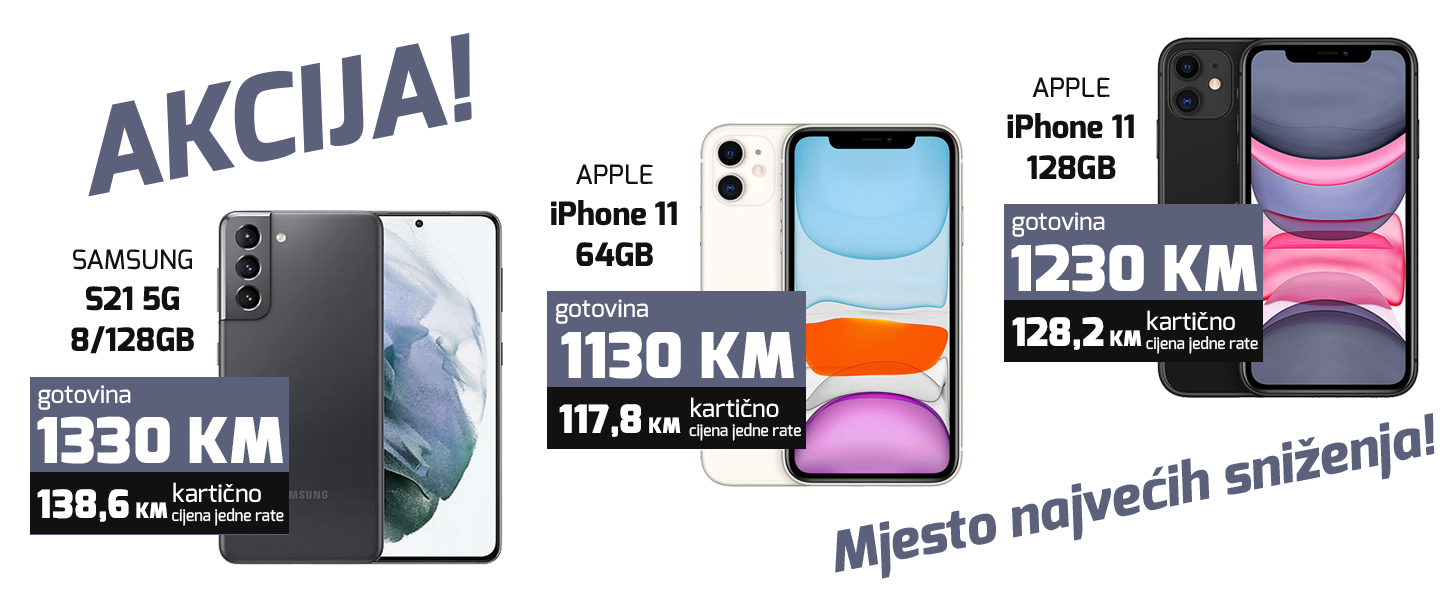 AKCIJA!
SAMSUNG
S21 5G
8/128GB
gotovina
1330 KM
138,6 KM kartično
cijena jedne rate
MSUNG
APPLE
iPhone 11
64GB
gotovina
1130 KM
117,8 KM kartično
cijena jedne rate
APPLE
iPhone 11
128GB
gotovina
1230 KM
128,2 KM kartično
cijena jedne rate
Mjesto najvećih sniženja!